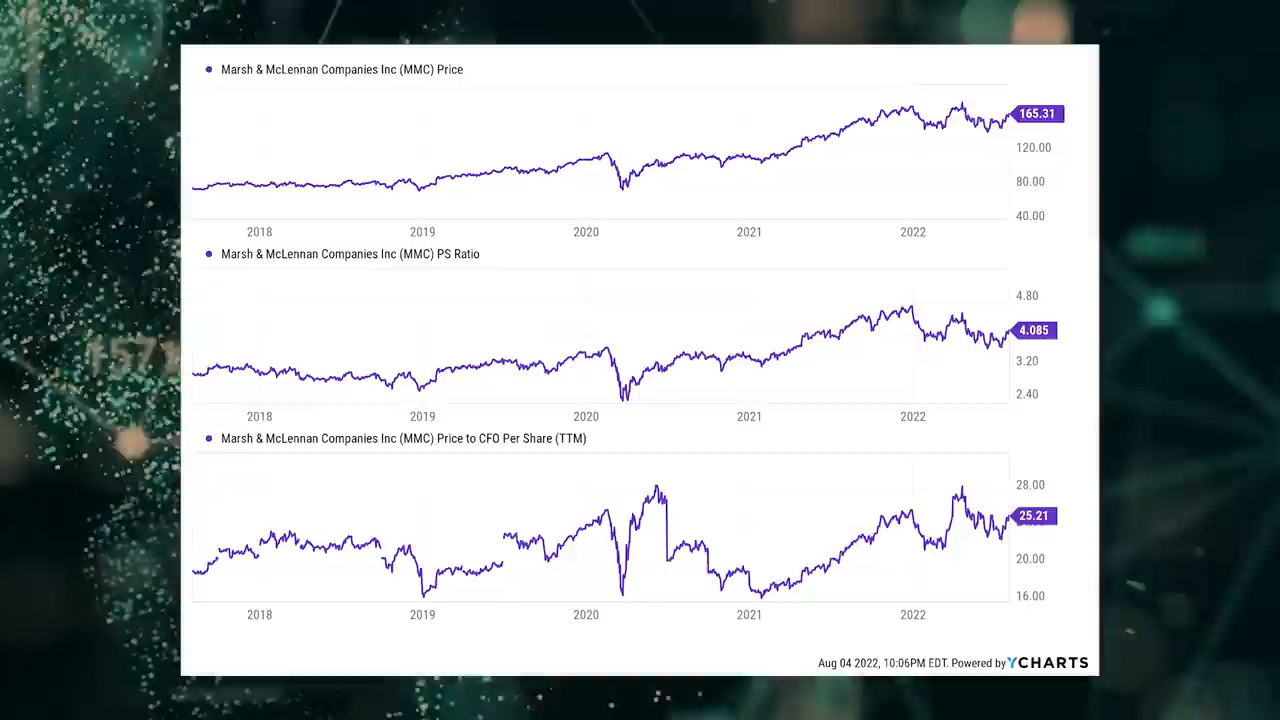 Marsh & McLennan Companies Inc (MMC) Price
165.31
120.00
80.00
40.00
2018 2019 2020 2021 2022
Marsh & McLennan Companies Inc (MMC) PS Ratio
4.80
4.085
3.20
2.40
2018 2019 2020 2021 2022
Marsh & McLennan Companies Inc (MMC) Price to CFO Per Share (TTM)
28.00
25.21
20.00
16.00
2018 2019 2020 2021 2022
Aug 04 2022, 10:06PM EDT. Powered by YCHARTS